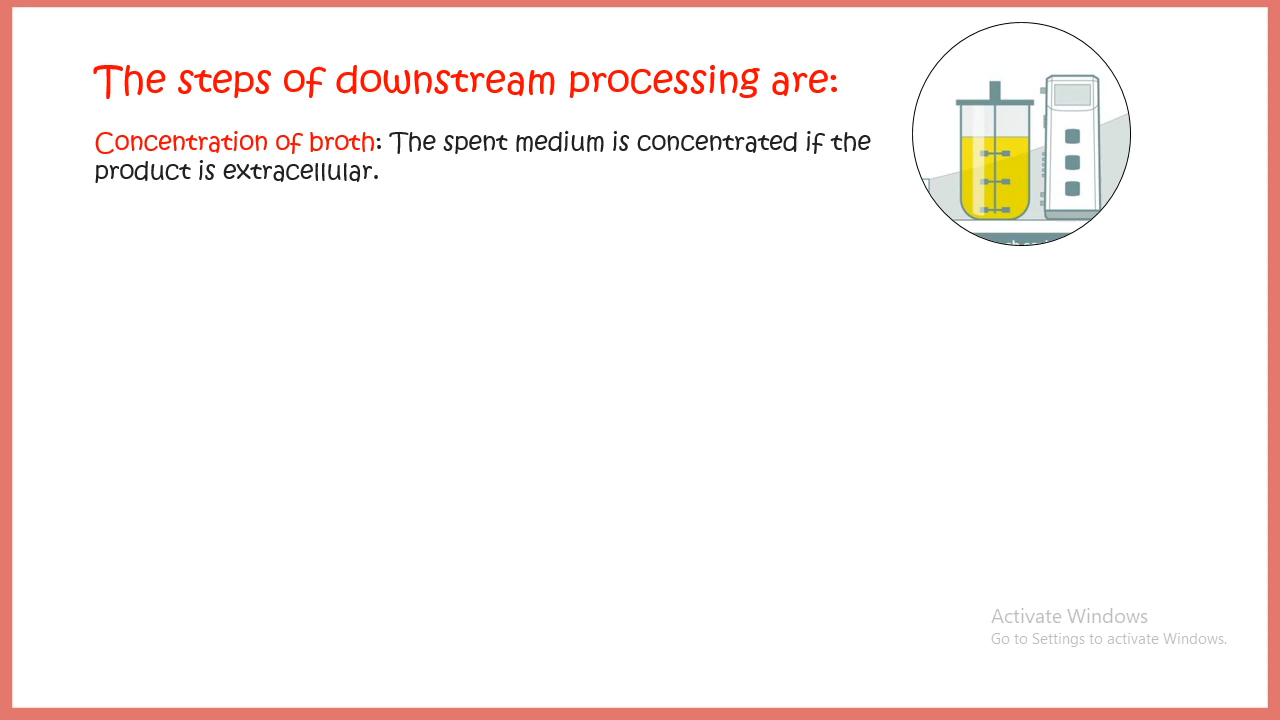 The steps of downstream processing are:
Concentration of broth: The spent medium is concentrated if the
product is extracellular.
Activate Windows
Go to Settings to activate Windows.